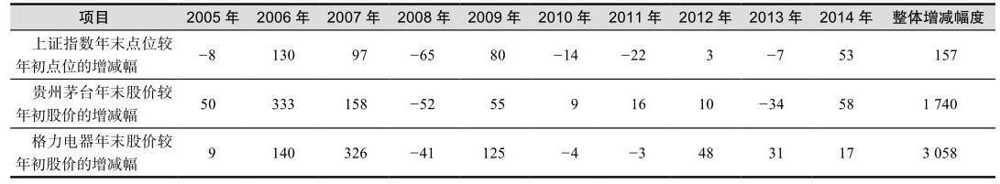 项目 2005 年 2006 年 2007 年 2008 年 2009 年 2010 年 2011 年 2012 年 2013 年 2014 年 整体增减幅度
上证指数年末点位较年初点位的增减幅 −8 130 97 −65 80 −14 −22 3 −7 53 157
贵州茅台年末股价较年初股价的增减幅 50 333 158 −52 55 9 16 10 −34 58 1 740
格力电器年末股价较年初股价的增减幅 9 140 326 −41 125 −4 −3 48 31 17 3 058